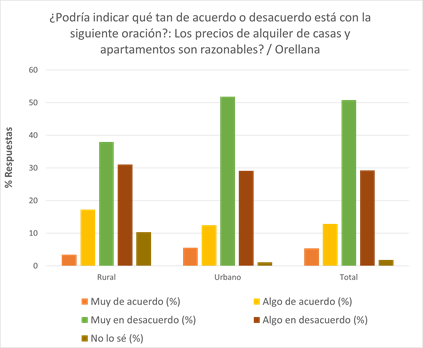 ¿Podría indicar qué tan de acuerdo o desacuerdo está con la
siguiente oración?: Los precios de alquiler de casas y
apartamentos son razonables? / Orellana
% Respuestas
60
50
40
30
20
10
0
Rural
Urbano
Total
Muy de acuerdo (%)
Algo de acuerdo (%)
Muy en desacuerdo (%)
Algo en desacuerdo (%)
No lo sé (%)